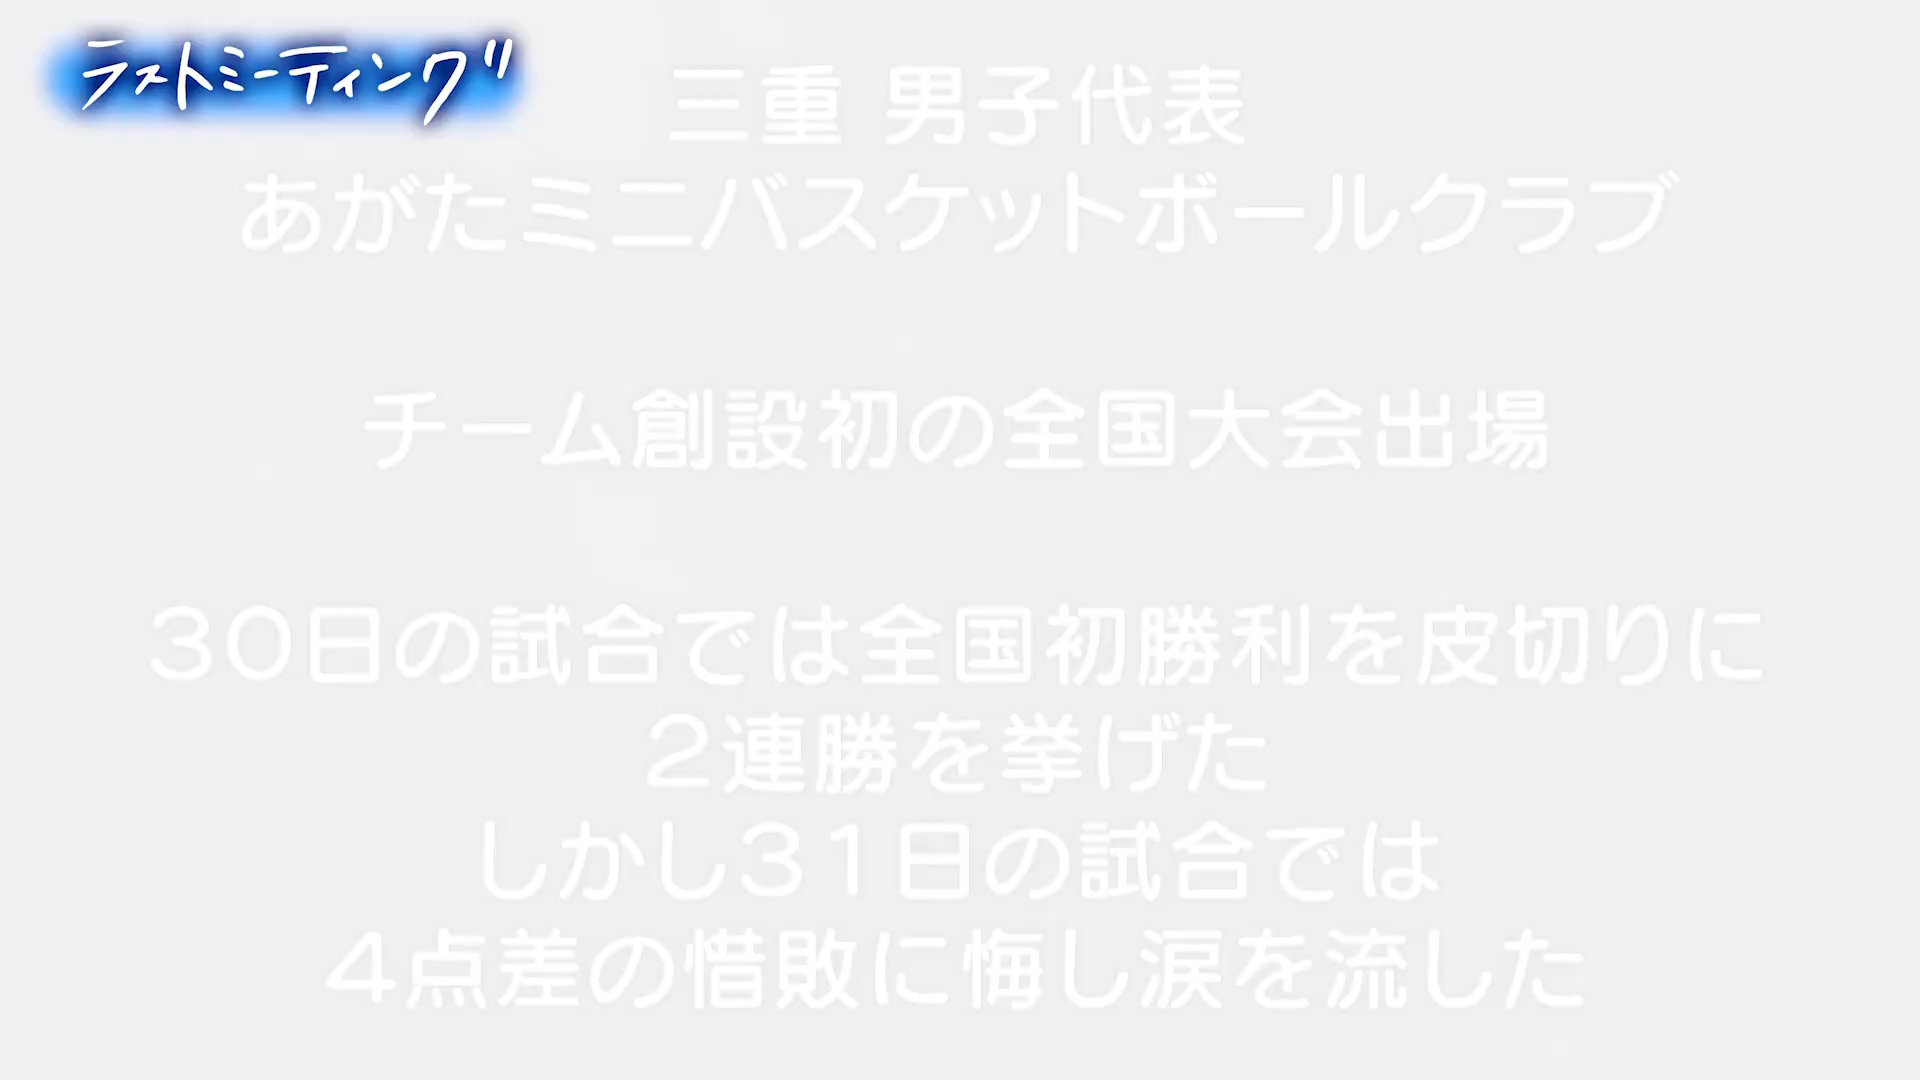 ラストミーティング
三重 男子代表
あがたミニバスケットボールクラブ
チーム創設初の全国大会出場
30日の試合では全国初勝利を皮切りに
2連勝を挙げた
しかし31日の試合では
4点差の惜敗に悔し涙を流した